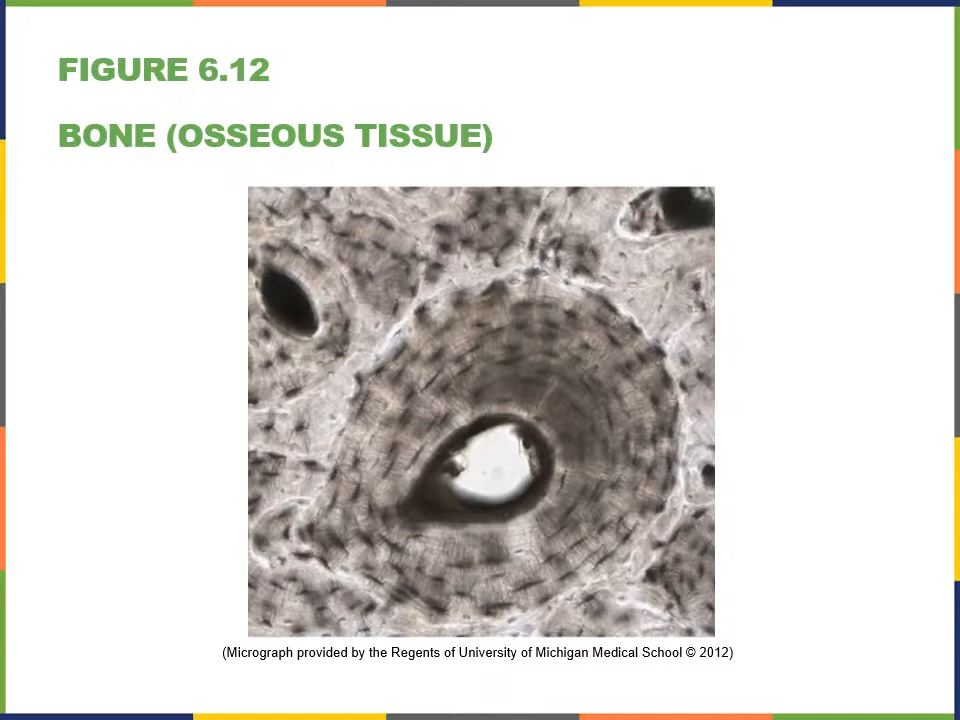 FIGURE 6.12
BONE (OSSEOUS TISSUE)
(Micrograph provided by the Regents of University of Michigan Medical School © 2012)